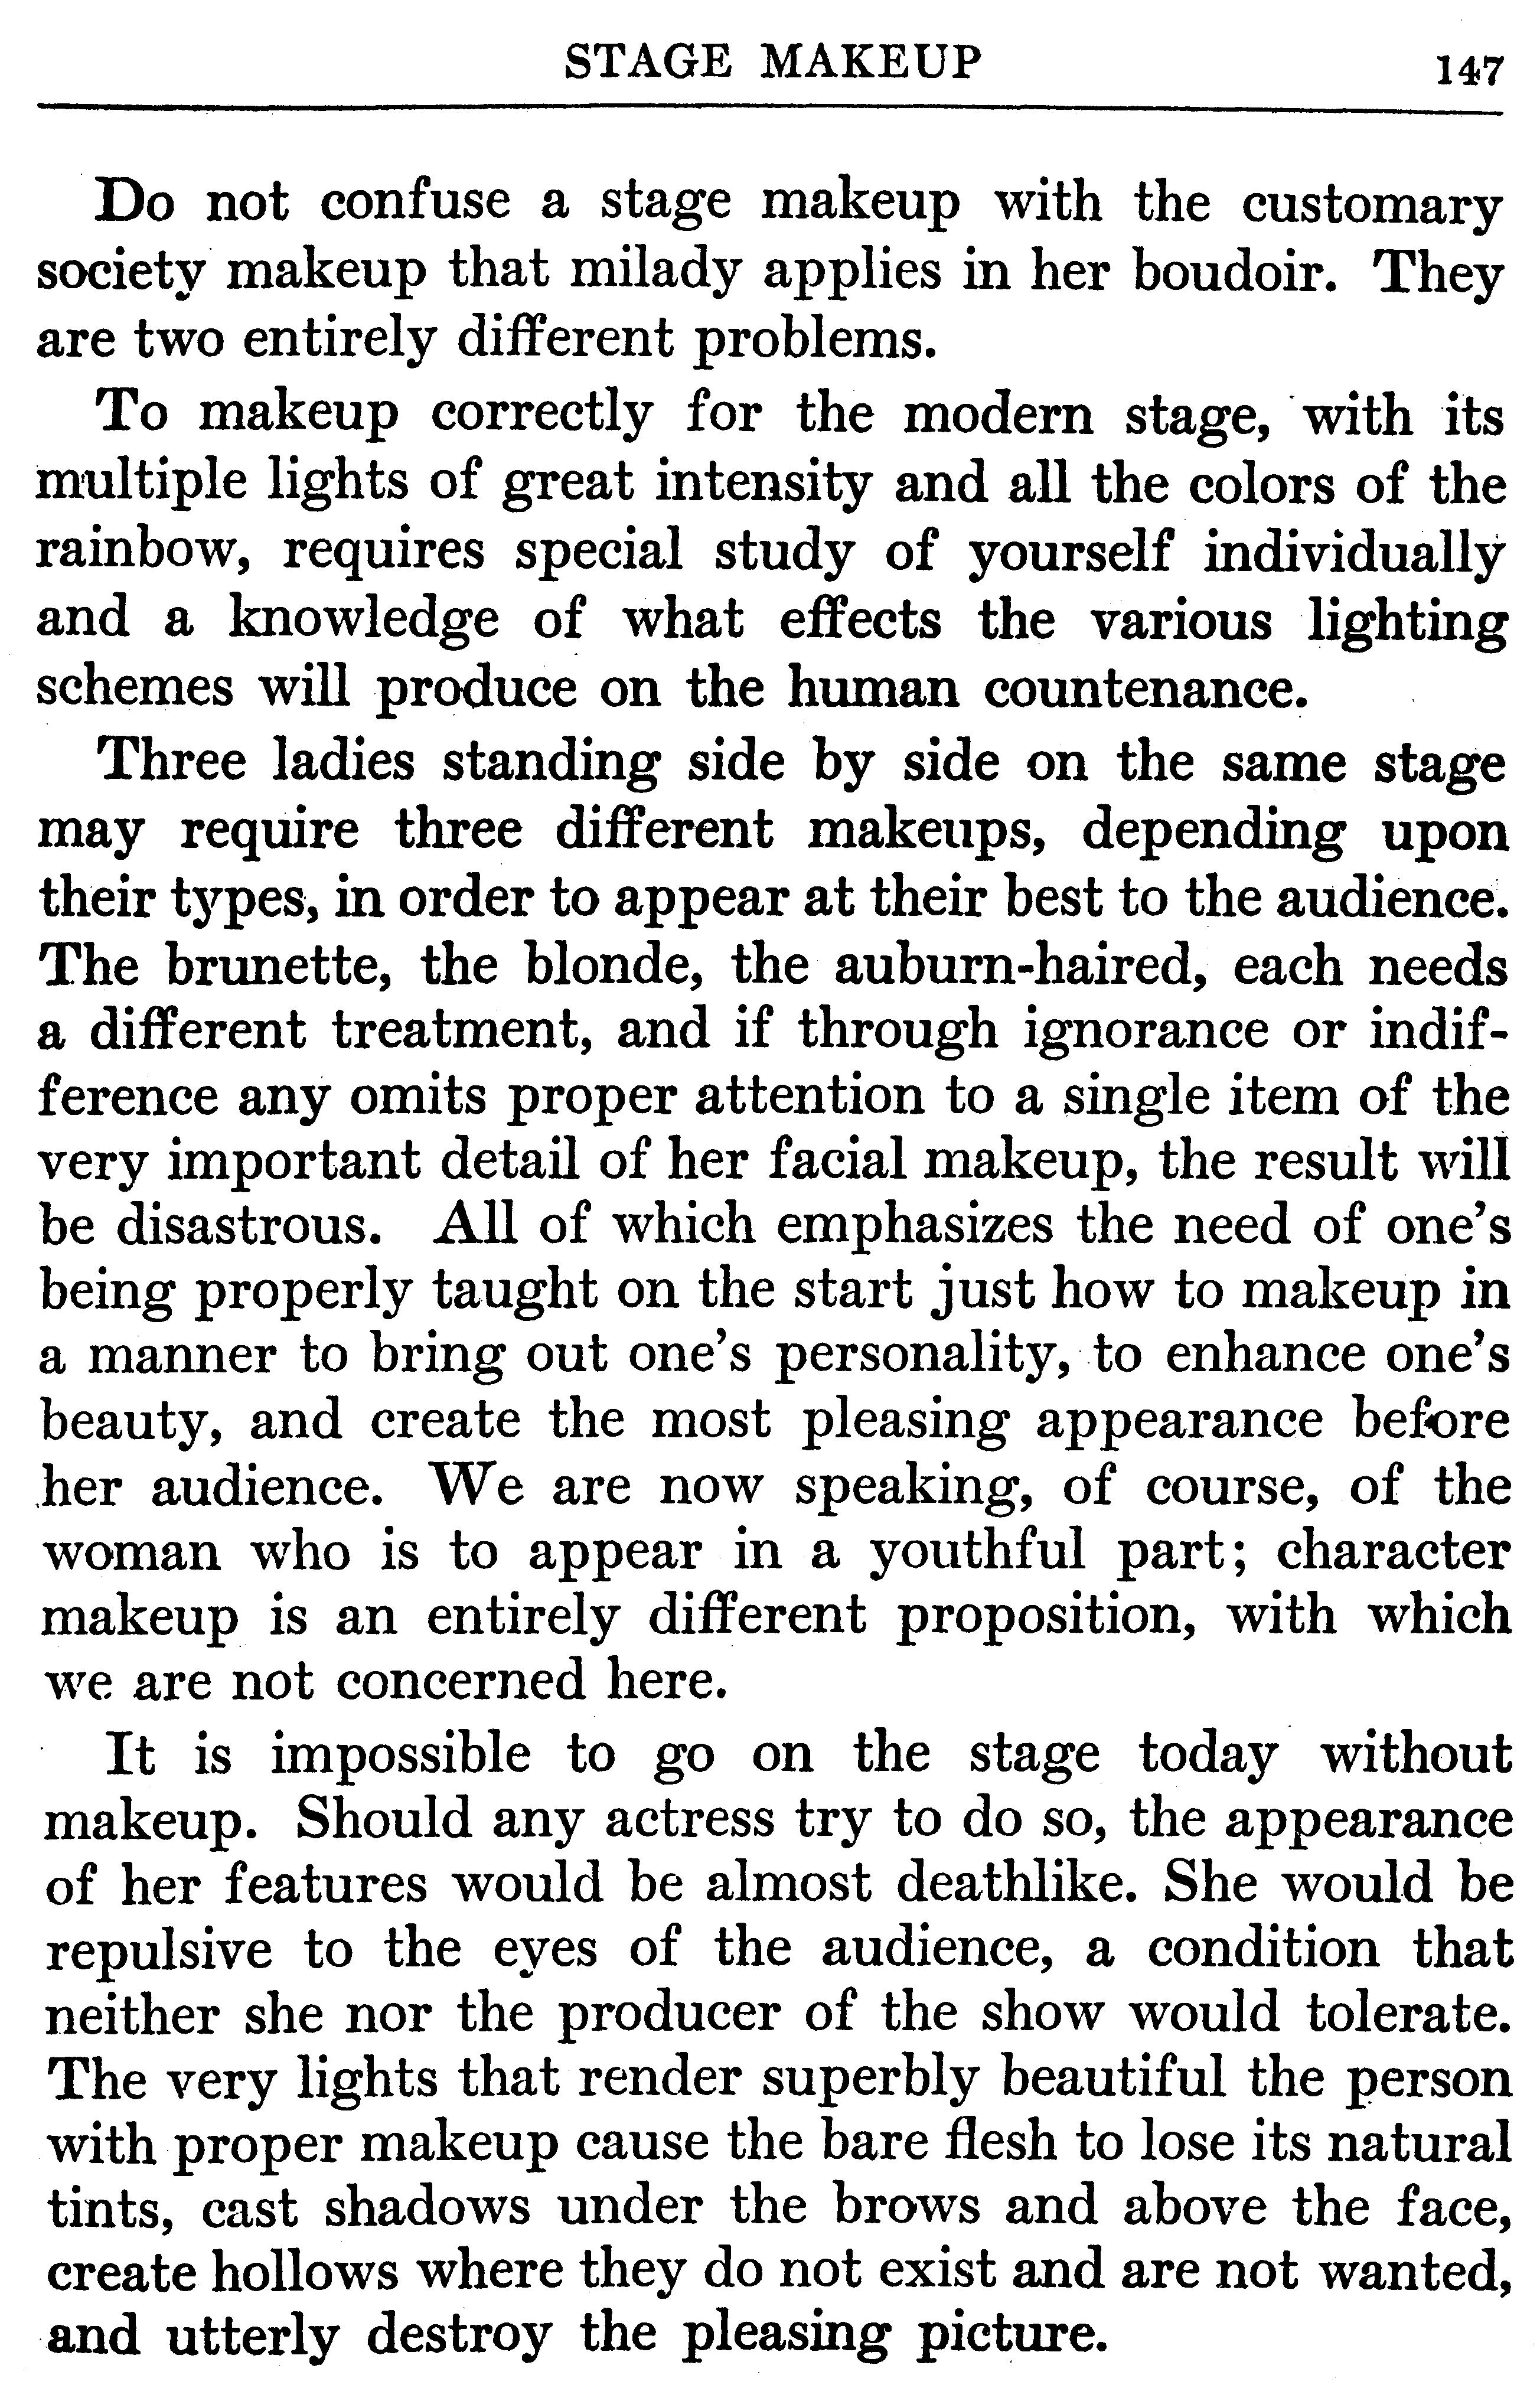 STAGE MAKEUP 147
Do not confuse a stage makeup with the customary
society makeup that milady applies in her boudoir. They
are two entirely different problems.
To makeup correctly for the modern stage, with its
multiple lights of great intensity and all the colors of the
rainbow, requires special study of yourself individually
and a knowledge of what effects the various lighting
schemes will produce on the human countenance.
Three ladies standing side by side on the same stage
may require three different makeups, depending upon
their types, in order to appear at their best to the audience.
The brunette, the blonde, the auburn-haired, each needs
a different treatment, and if through ignorance or indif-
ference any omits proper attention to a single item of the
very important detail of her facial makeup, the result will
be disastrous. All of which emphasizes the need of one's
being properly taught on the start just how to makeup in
a manner to bring out one's personality, to enhance one's
beauty, and create the most pleasing appearance before
her audience. We are now speaking, of course, of the
woman who is to appear in a youthful part; character
makeup is an entirely different proposition, with which
we are not concerned here.
It is impossible to go on the stage today without
makeup. Should any actress try to do so, the appearance
of her features would be almost deathlike. She would be
repulsive to the eyes of the audience, a condition that
neither she nor the producer of the show would tolerate.
The very lights that render superbly beautiful the person
with proper makeup cause the bare flesh to lose its natural
tints, cast shadows under the brows and above the face,
create hollows where they do not exist and are not wanted,
and utterly destroy the pleasing picture.